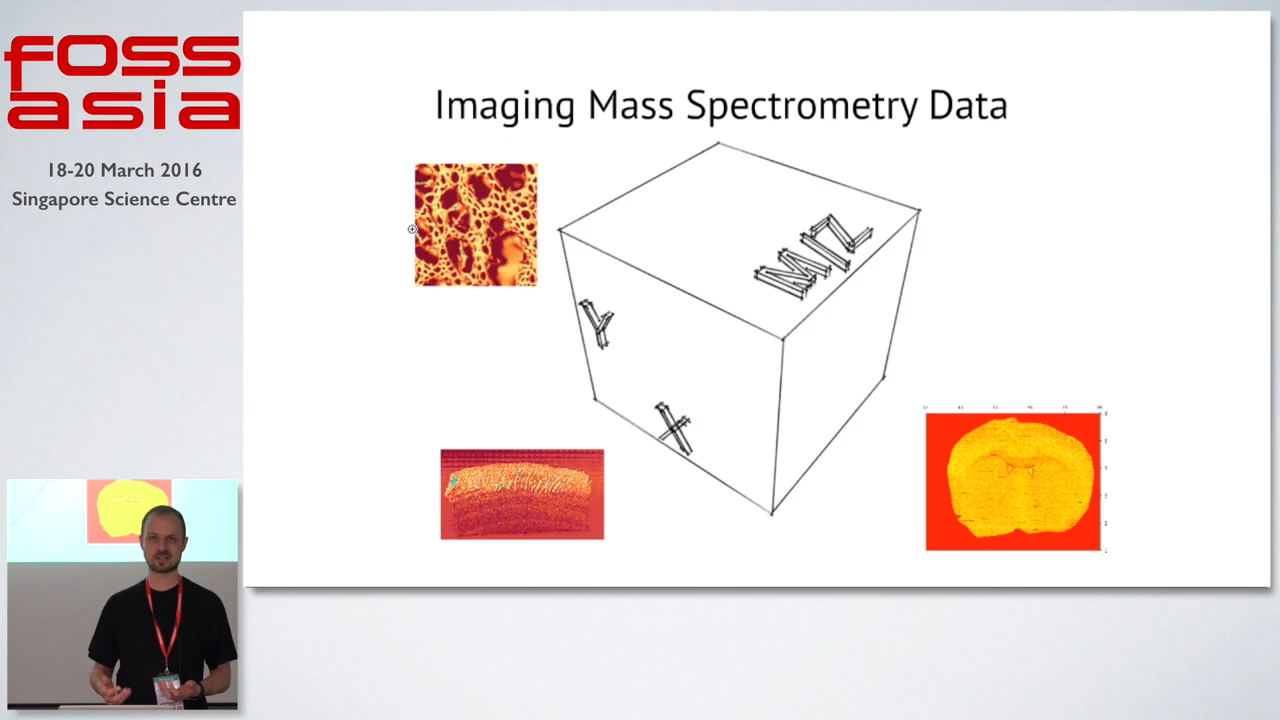 foss
asia
18-20 March 2016
Singapore Science Centre
Imaging Mass Spectrometry Data
M/Z
Y
X